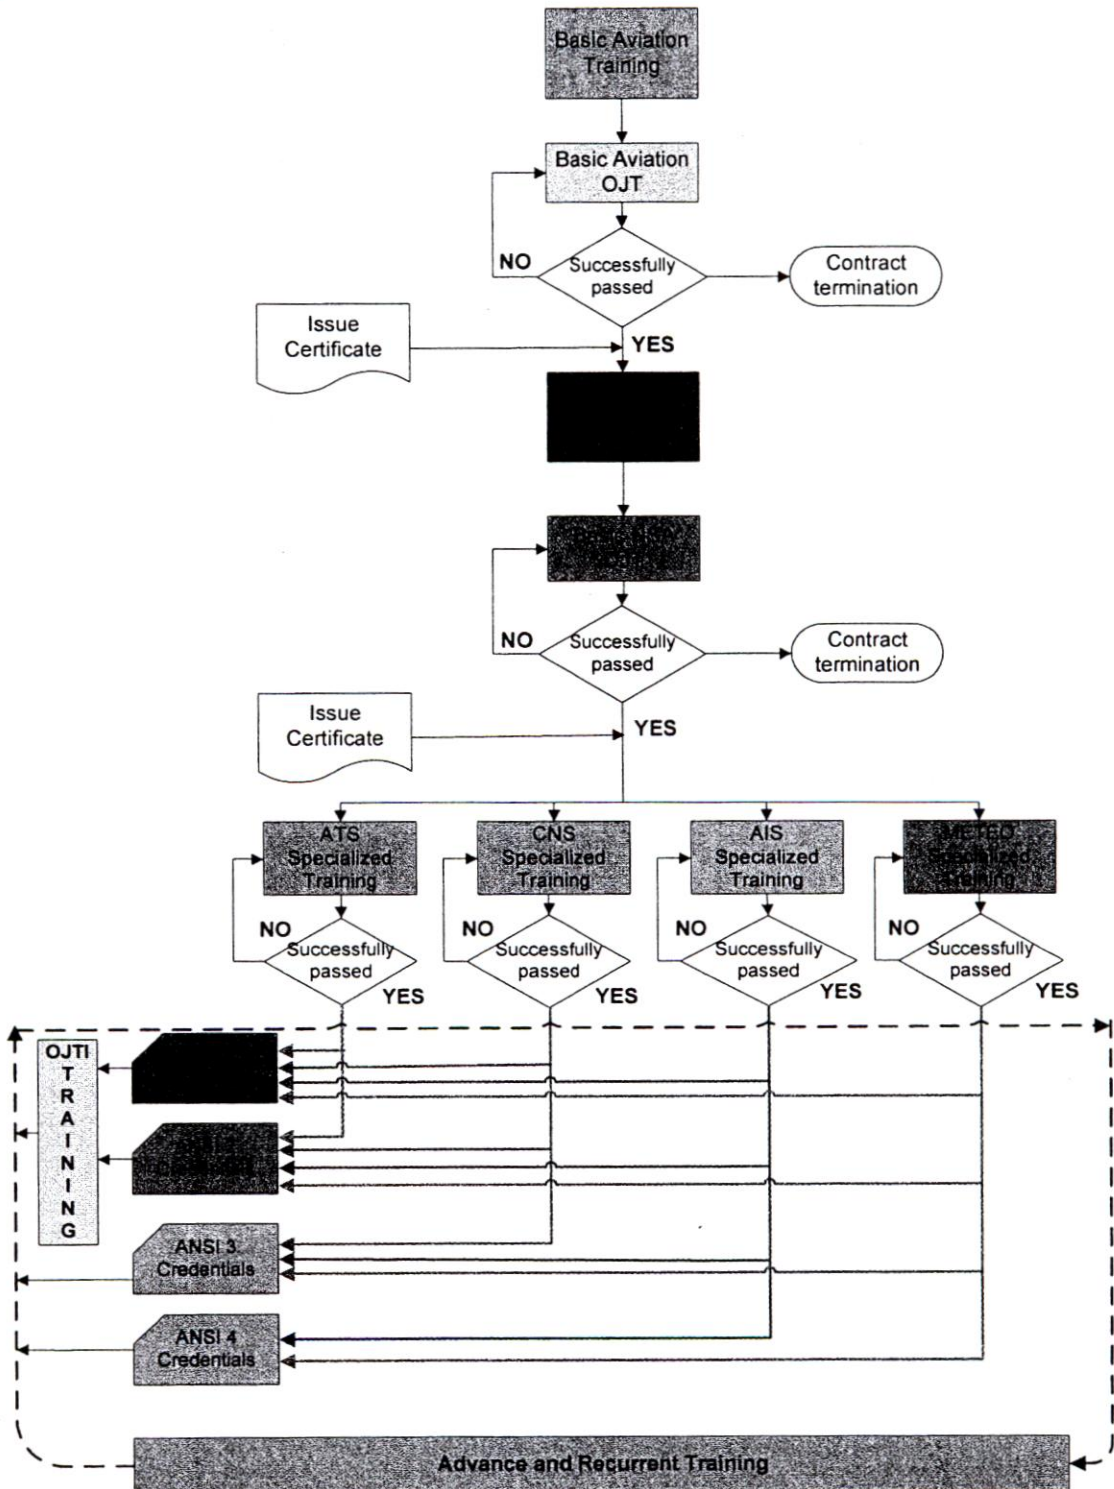 Basic Aviation
Training
Basic Aviation
OJT
NO
Successfully
passed
Contract
termination
Issue
Certificate
YES
NO
Successfully
passed
Contract
termination
Issue
Certificate
YES
ATS
Specialized
Training
CNS
Specialized
Training
AIS
Specialized
Training
METEO
Specialized
Training
NO
Successfully
passed
YES
NO
Successfully
passed
YES
NO
Successfully
passed
YES
NO
Successfully
passed
YES
OJTI
T
R
A
I
N
I
N
G
ANSI 3
Credentials
ANSI 4
Credentials
Advance and Recurrent Training